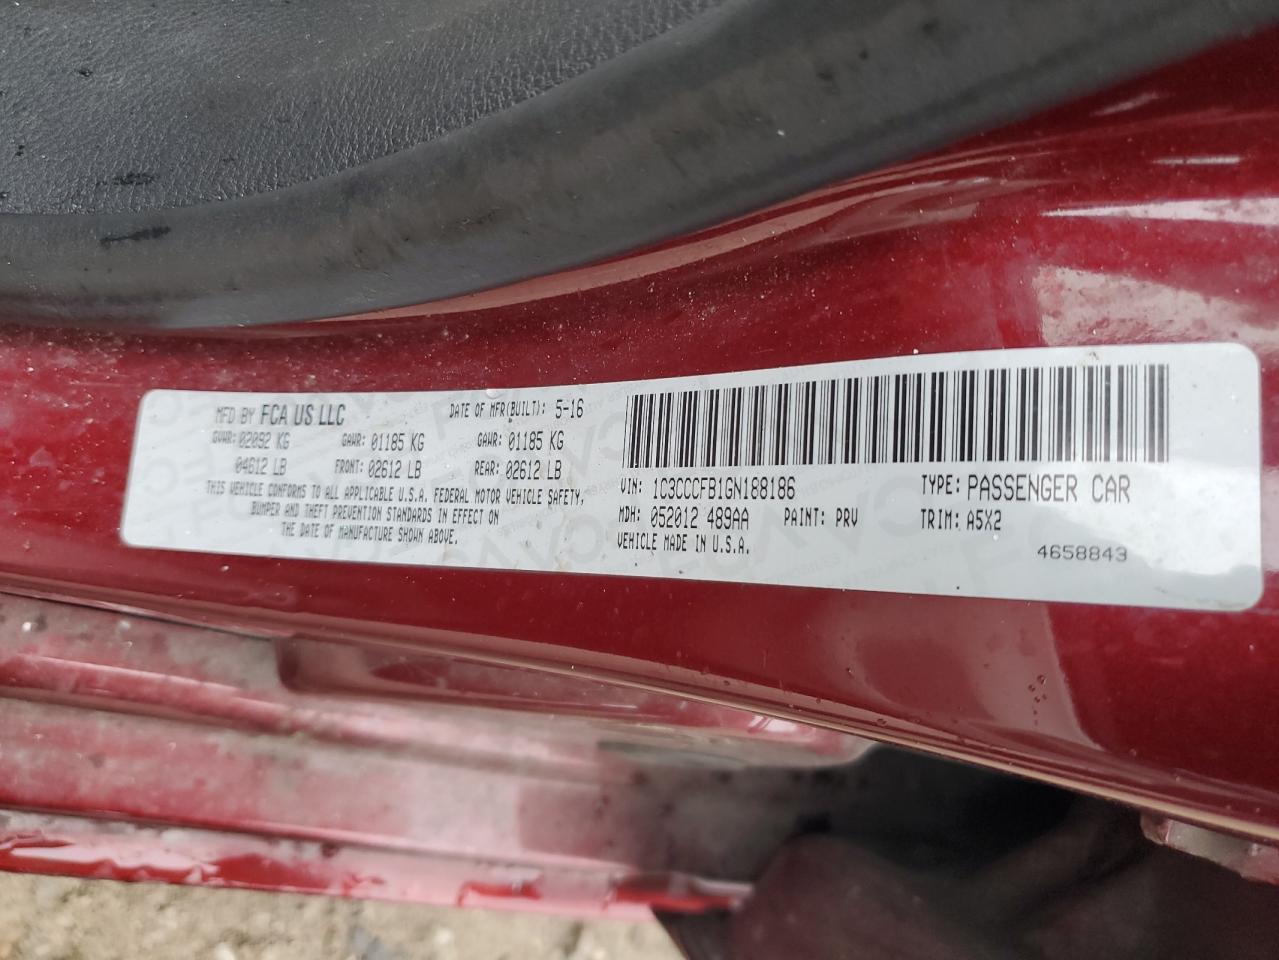 MFD BY FCA US LLC DATE OF MFR(BUILT): 5-16
GVWR: 02092 KG GAWR: 01185 KG GAWR: 01185 KG
04612 LB FRONT: 02612 LB REAR: 02612 LB
THIS VEHICLE CONFORMS TO ALL APPLICABLE U.S.A. FEDERAL MOTOR VEHICLE SAFETY,
BUMPER AND THEFT PREVENTION STANDARDS IN EFFECT ON
THE DATE OF MANUFACTURE SHOWN ABOVE.
VIN: 1C3CCCFB1GN188186 TYPE: PASSENGER CAR
MDH: 052012 489AA PAINT: PRV TRIM: A5X2
VEHICLE MADE IN U.S.A. 4658843